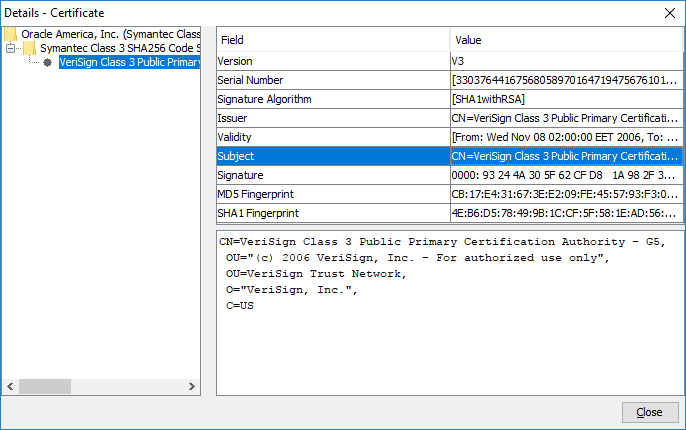 Details - Certificate
Oracle America, Inc. (Symantec Class
Symantec Class 3 SHA256 Code S
VeriSign Class 3 Public Primary
Field Value
Version V3
Serial Number [33037644167568058970164719475676101...
Signature Algorithm [SHA1withRSA]
Issuer CN=VeriSign Class 3 Public Primary Certificati...
Validity [From: Wed Nov 08 02:00:00 EET 2006, To: ...
Subject CN=VeriSign Class 3 Public Primary Certificati...
Signature 0000: 93 24 4A 30 5F 62 CF D8 1A 98 2F 3...
MD5 Fingerprint CB:17:E4:31:67:3E:E2:09:FE:45:57:93:F3:0...
SHA1 Fingerprint 4E:B6:D5:78:49:9B:1C:CF:5F:58:1E:AD:56:...
CN=VeriSign Class 3 Public Primary Certification Authority - G5,
OU="(c) 2006 VeriSign, Inc. - For authorized use only",
OU=VeriSign Trust Network,
O="VeriSign, Inc.",
C=US
Close